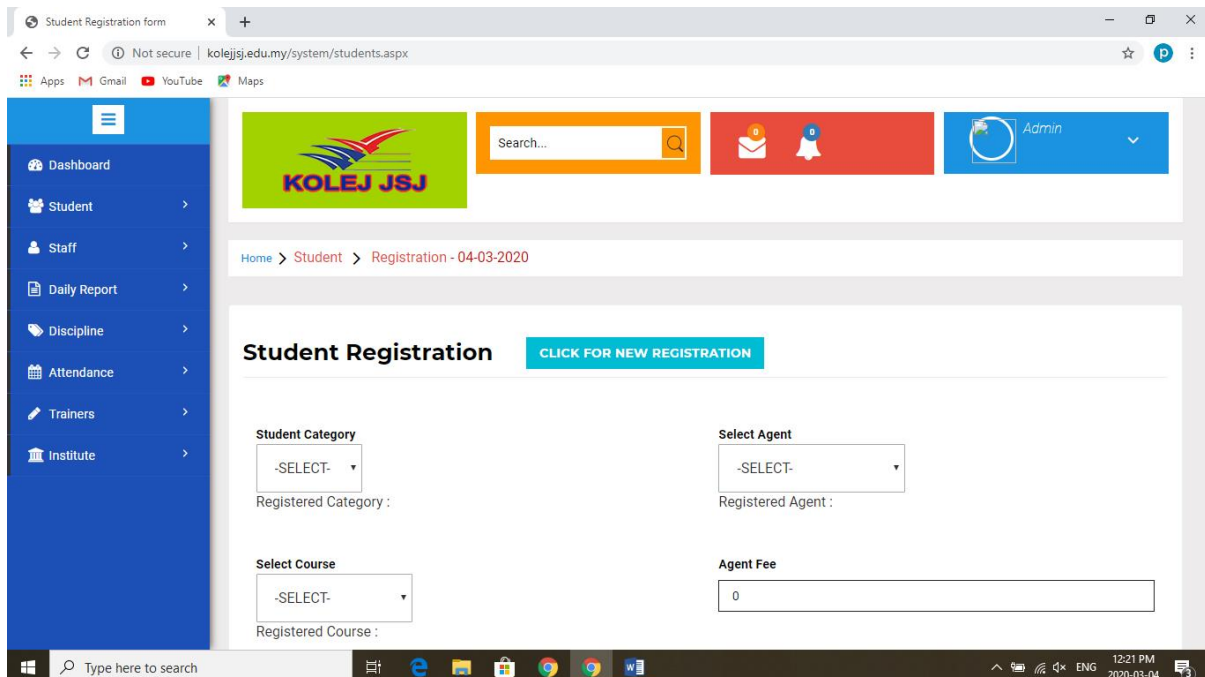 Student Registration form
Not secure | kolejjsj.edu.my/system/students.aspx
P
Apps Gmail YouTube Maps
KOLEJ JSJ
Search...
0 0
Admin
Dashboard
Student
Staff
Daily Report
Discipline
Attendance
Trainers
Institute
Home > Student > Registration - 04-03-2020
Student Registration CLICK FOR NEW REGISTRATION
Student Category
-SELECT-
Registered Category :
Select Agent
-SELECT-
Registered Agent :
Select Course
-SELECT-
Registered Course :
Agent Fee
0
Type here to search
ENG
12:21 PM
2020-03-04
3